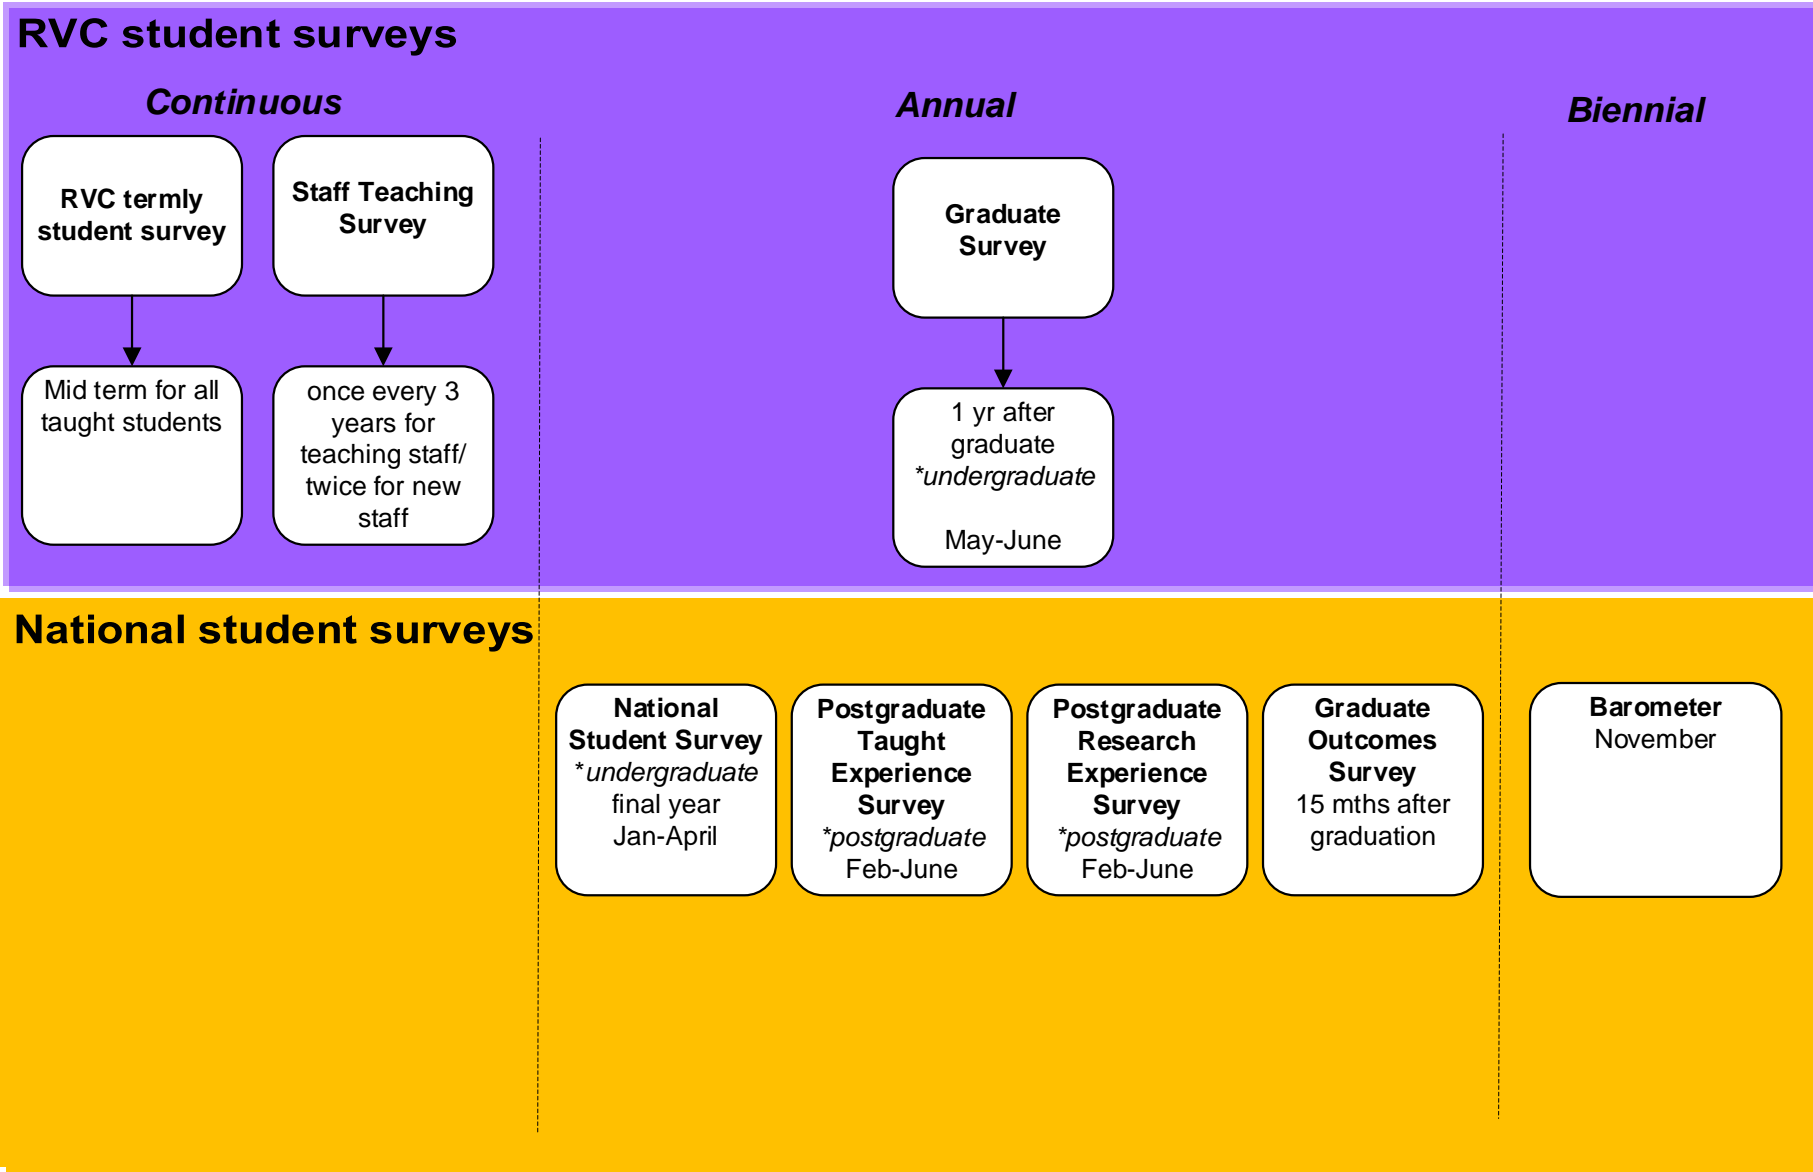 RVC student surveys
Continuous
Annual
Biennial
RVC termly
student survey
Staff Teaching
Survey
Graduate
Survey
Mid term for all
taught students
once every 3
years for
teaching staff/
twice for new
staff
1 yr after
graduate
*undergraduate
May-June
National student surveys
National
Student Survey
*undergraduate
final year
Jan-April
Postgraduate
Taught
Experience
Survey
*postgraduate
Feb-June
Postgraduate
Research
Experience
Survey
*postgraduate
Feb-June
Graduate
Outcomes
Survey
15 mths after
graduation
Barometer
November